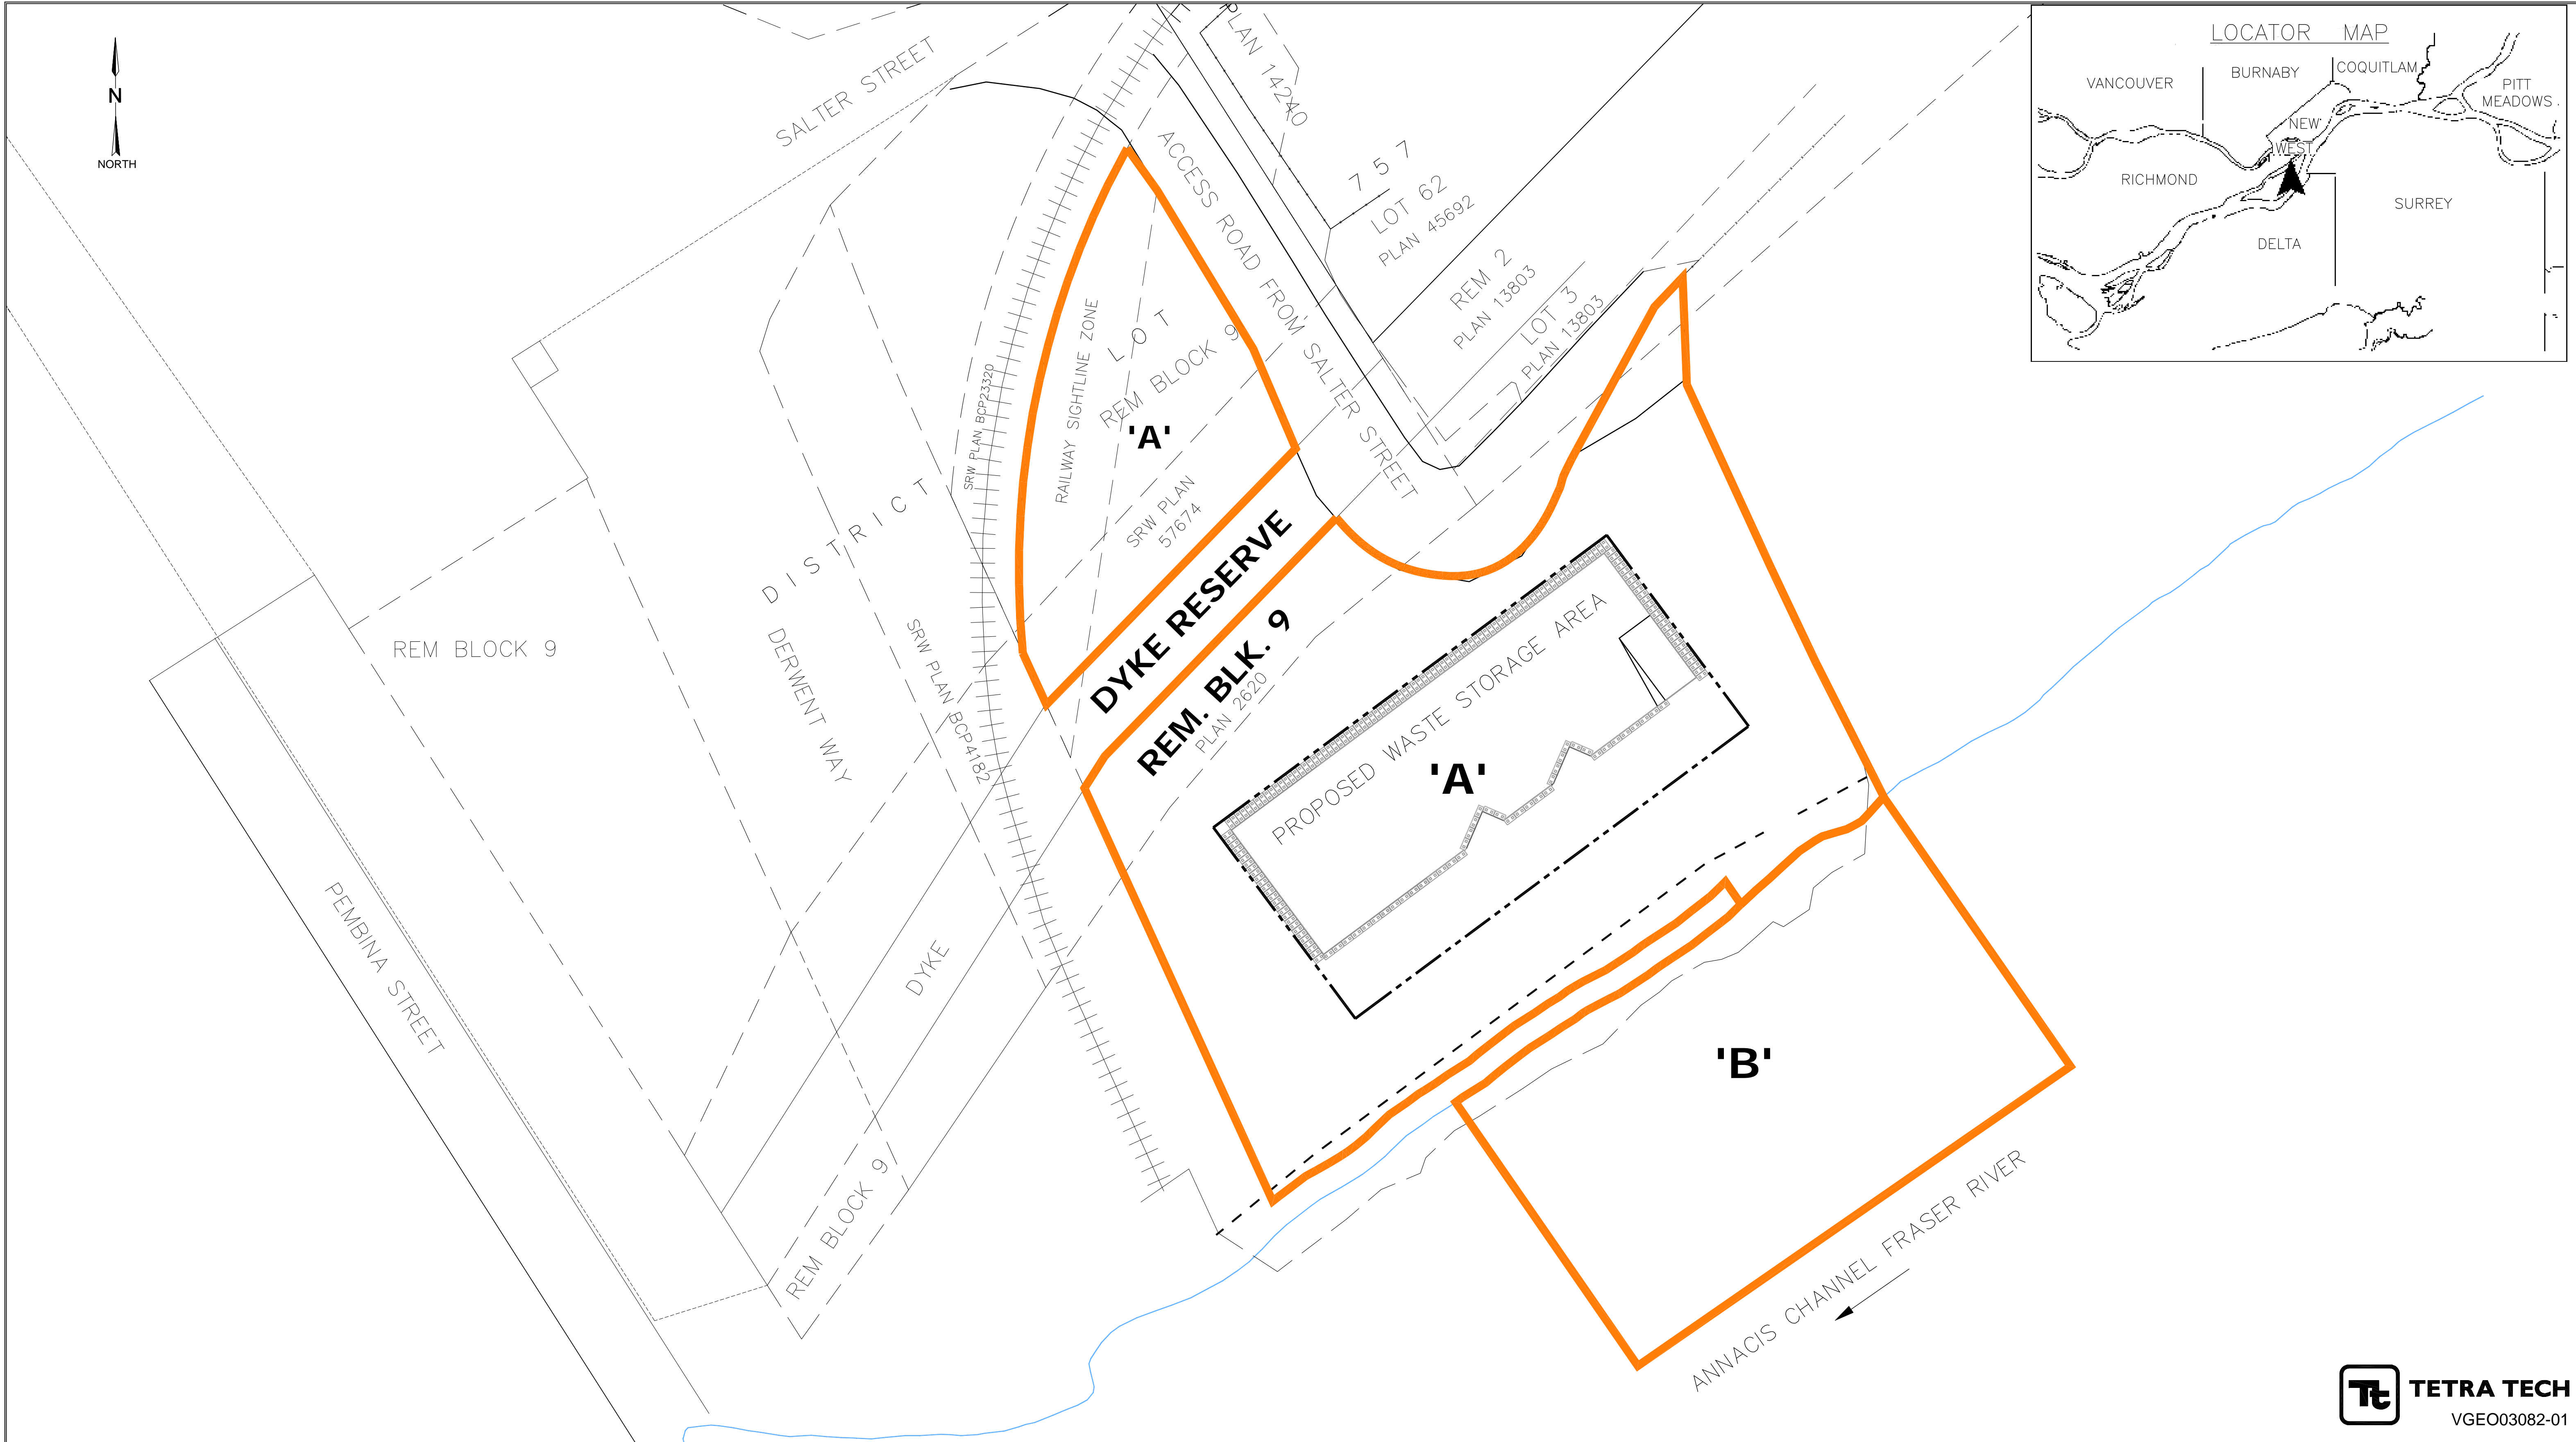 N
NORTH
SALTER STREET
PLAN 14240
ACCESS ROAD FROM SALTER STREET
7 5 7
LOT 62
PLAN 45692
REM 2
PLAN 13803
LOT 3
PLAN 13803
LOCATOR MAP
VANCOUVER
BURNABY
COQUITLAM
PITT
MEADOWS
NEW
WEST
RICHMOND
SURREY
DELTA
SRW PLAN BCP23320
RAILWAY SIGHTLINE ZONE
LOT
REM BLOCK 9
'A'
SRW PLAN
57674
DISTRICT
DERWENT WAY
SRW PLAN BCP4182
REM BLOCK 9
DYKE RESERVE
REM. BLK. 9
PLAN 2620
PROPOSED WASTE STORAGE AREA
'A'
PEMBINA STREET
DYKE
REM BLOCK 9
'B'
ANNACIS CHANNEL FRASER RIVER
Tt
TETRA TECH
VGEO03082-01